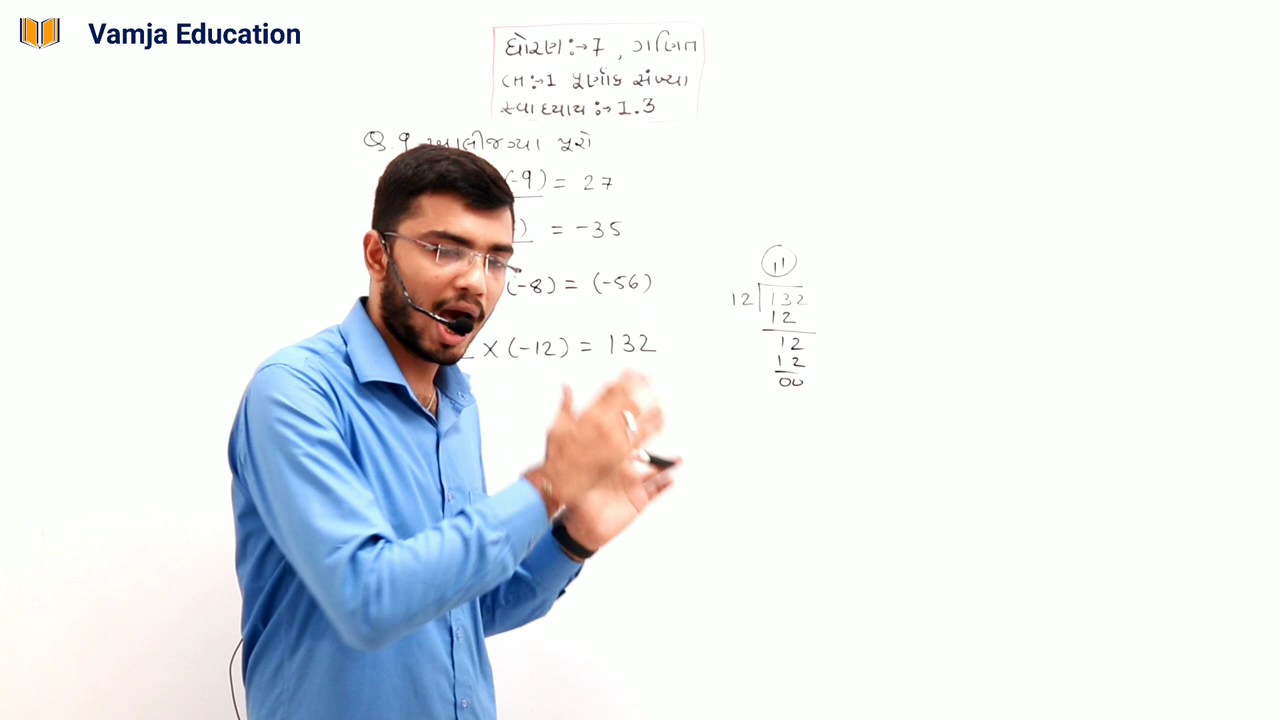 Vamja Education
ધોરણ :→ 7 , ગણિત
CH :→ 1 પૂર્ણાંક સંખ્યા
સ્વાધ્યાય :→ 1.3
Q.9 ખાલીજગ્યા પૂરો
(-9) = 27
) = -35
(-8) = (-56)
× (-12) = 132
11
12 132
12
12
12
00